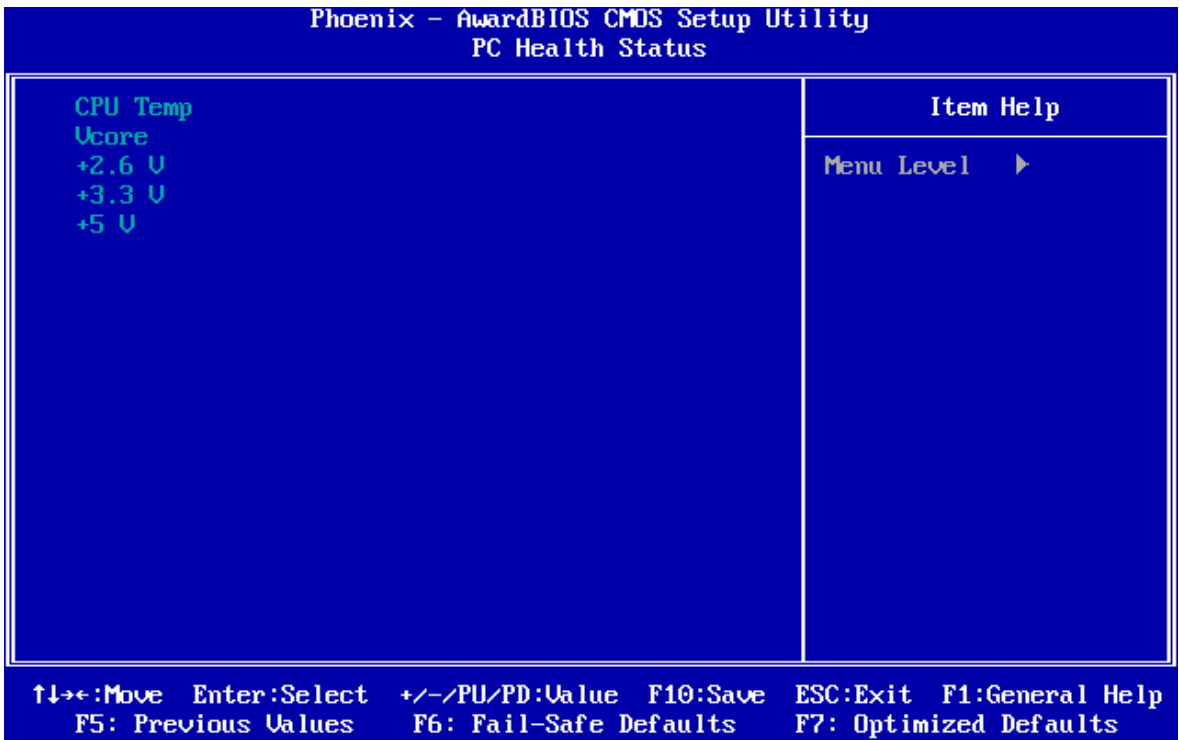 Phoenix - AwardBIOS CMOS Setup Utility
PC Health Status
CPU Temp
Vcore
+2.6 V
+3.3 V
+5 V
Item Help
Menu Level ▶
↑↓→←:Move Enter:Select +/-/PU/PD:Value F10:Save ESC:Exit F1:General Help
F5: Previous Values F6: Fail-Safe Defaults F7: Optimized Defaults